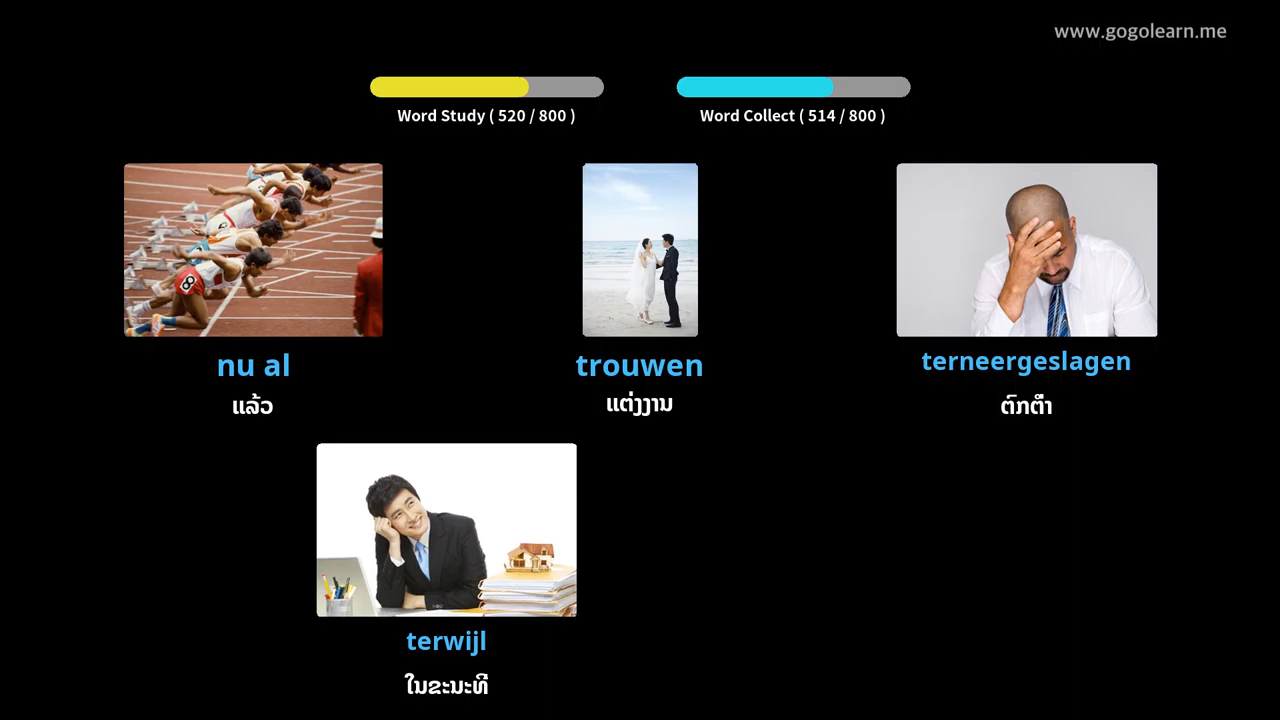 www.gogolearn.me
Word Study ( 520 / 800 )
Word Collect ( 514 / 800 )
nu al
trouwen
terneergeslagen
ແລ້ວ
ແຕ່ງງານ
ຕົກຕ່ຳ
terwijl
ໃນຂະນະທີ